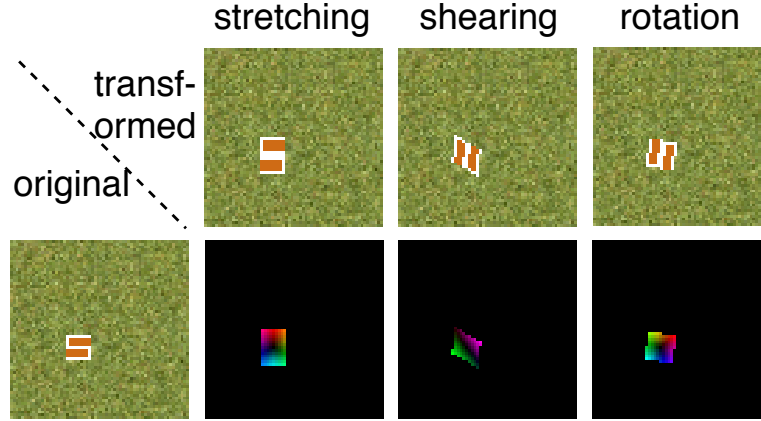 stretching shearing rotation
transf-
ormed
original